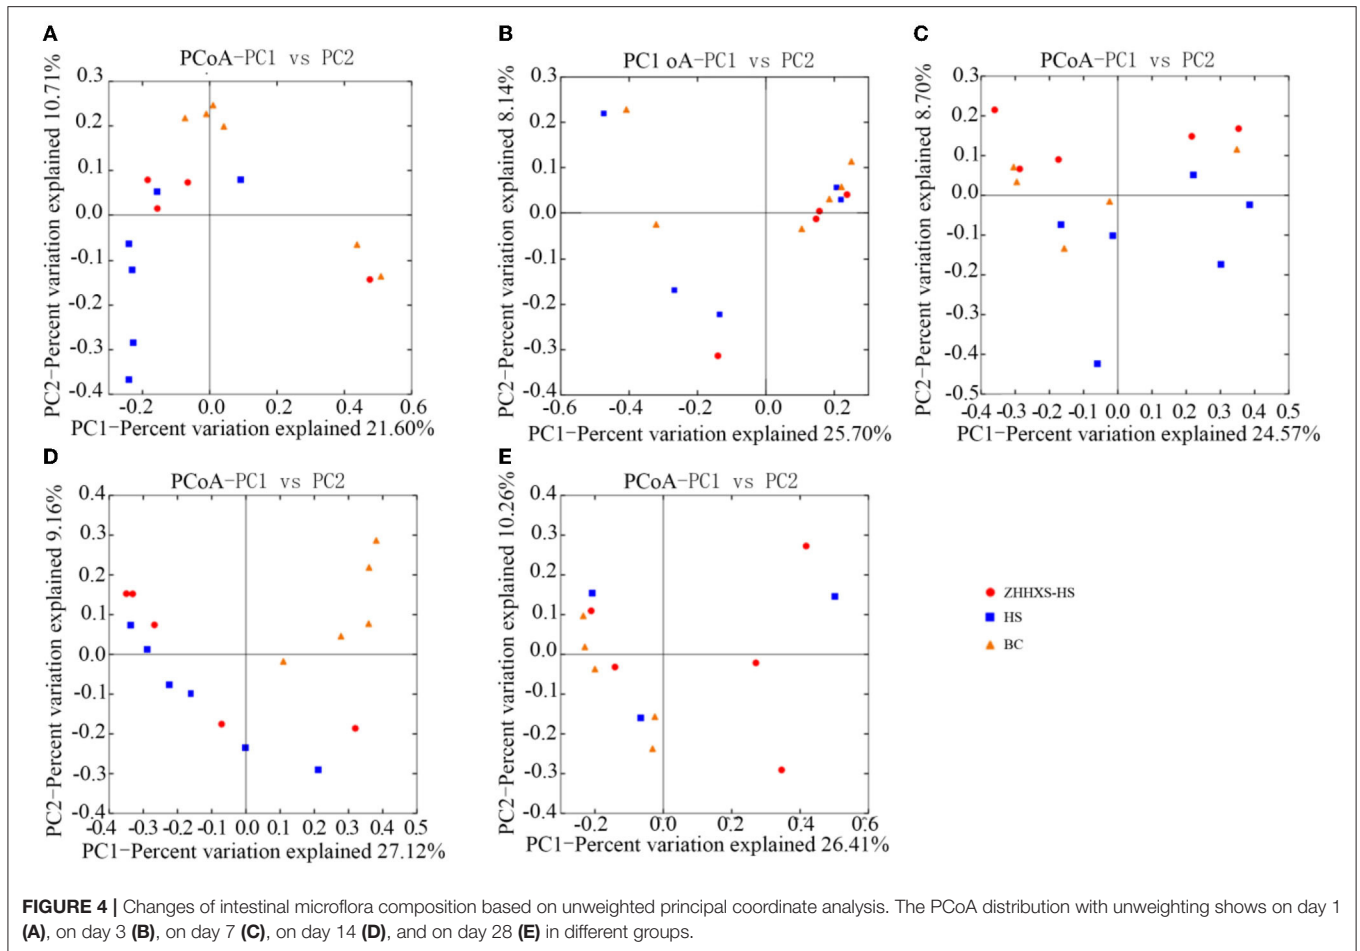 A
PCoA-PC1 vs PC2
PC2-Percent variation explained 10.71%
0.3
0.2
0.1
0.0
-0.1
-0.2
-0.3
-0.4
-0.2 0.0 0.2 0.4 0.6
PC1-Percent variation explained 21.60%
B
PC1 oA-PC1 vs PC2
PC2-Percent variation explained 8.14%
0.3
0.2
0.1
0.0
-0.1
-0.2
-0.3
-0.4
-0.6 -0.4 -0.2 0.0 0.2
PC1-Percent variation explained 25.70%
C
PCoA-PC1 vs PC2
PC2-Percent variation explained 8.70%
0.3
0.2
0.1
0.0
-0.1
-0.2
-0.3
-0.4
-0.5
-0.4 -0.3 -0.2 -0.1 0.0 0.1 0.2 0.3 0.4 0.5
PC1-Percent variation explained 24.57%
D
PCoA-PC1 vs PC2
PC2-Percent variation explained 9.16%
0.4
0.3
0.2
0.1
0.0
-0.1
-0.2
-0.3
-0.4
-0.4 -0.3 -0.2 -0.1 0.0 0.1 0.2 0.3 0.4 0.5
PC1-Percent variation explained 27.12%
E
PCoA-PC1 vs PC2
PC2-Percent variation explained 10.26%
0.4
0.3
0.2
0.1
0.0
-0.1
-0.2
-0.3
-0.4
-0.2 0.0 0.2 0.4 0.6
PC1-Percent variation explained 26.41%
ZHHXS-HS
HS
BC
FIGURE 4 | Changes of intestinal microflora composition based on unweighted principal coordinate analysis. The PCoA distribution with unweighting shows on day 1
(A), on day 3 (B), on day 7 (C), on day 14 (D), and on day 28 (E) in different groups.